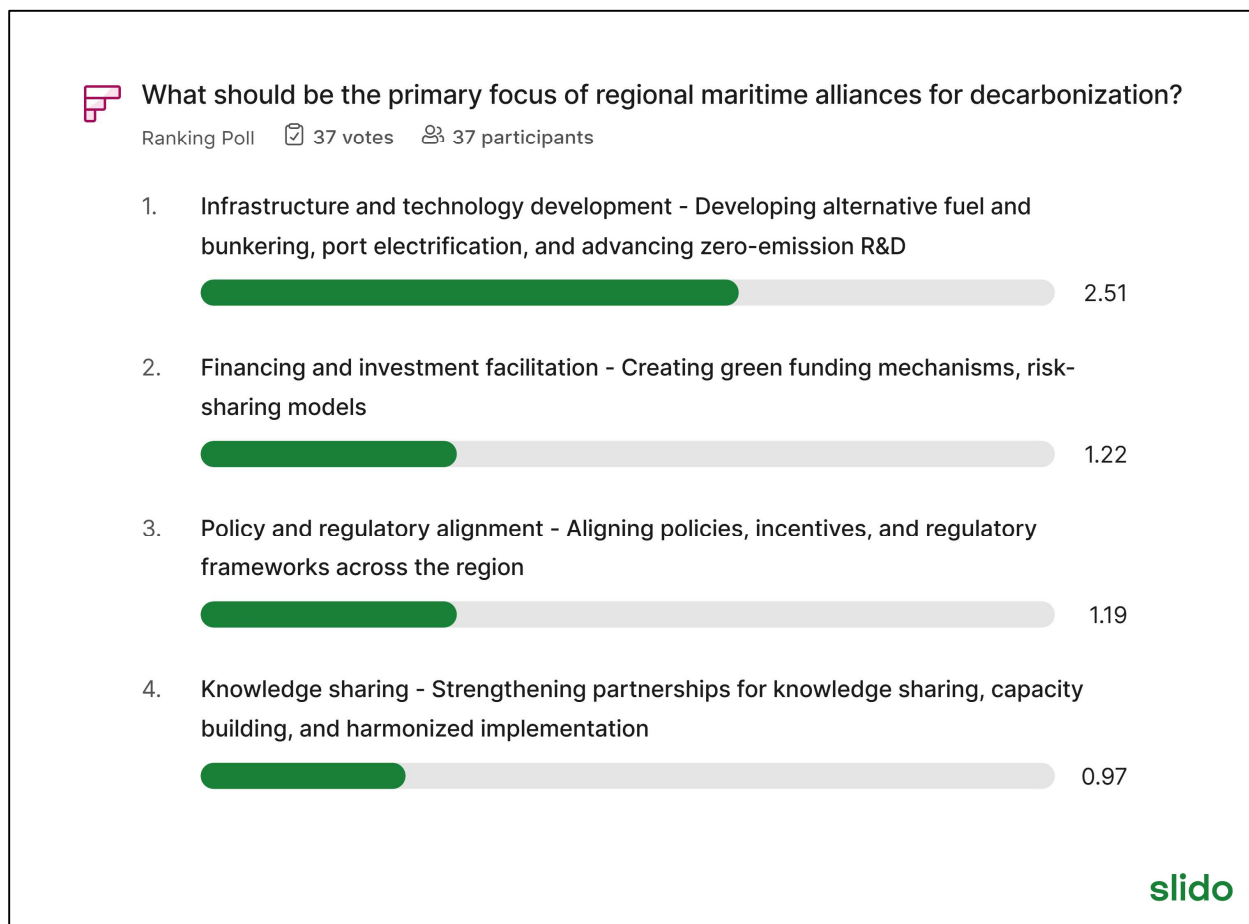 What should be the primary focus of regional maritime alliances for decarbonization?
Ranking Poll 37 votes 37 participants
1. Infrastructure and technology development - Developing alternative fuel and
bunkering, port electrification, and advancing zero-emission R&D
2.51
2. Financing and investment facilitation - Creating green funding mechanisms, risk-
sharing models
1.22
3. Policy and regulatory alignment - Aligning policies, incentives, and regulatory
frameworks across the region
1.19
4. Knowledge sharing - Strengthening partnerships for knowledge sharing, capacity
building, and harmonized implementation
0.97
slido